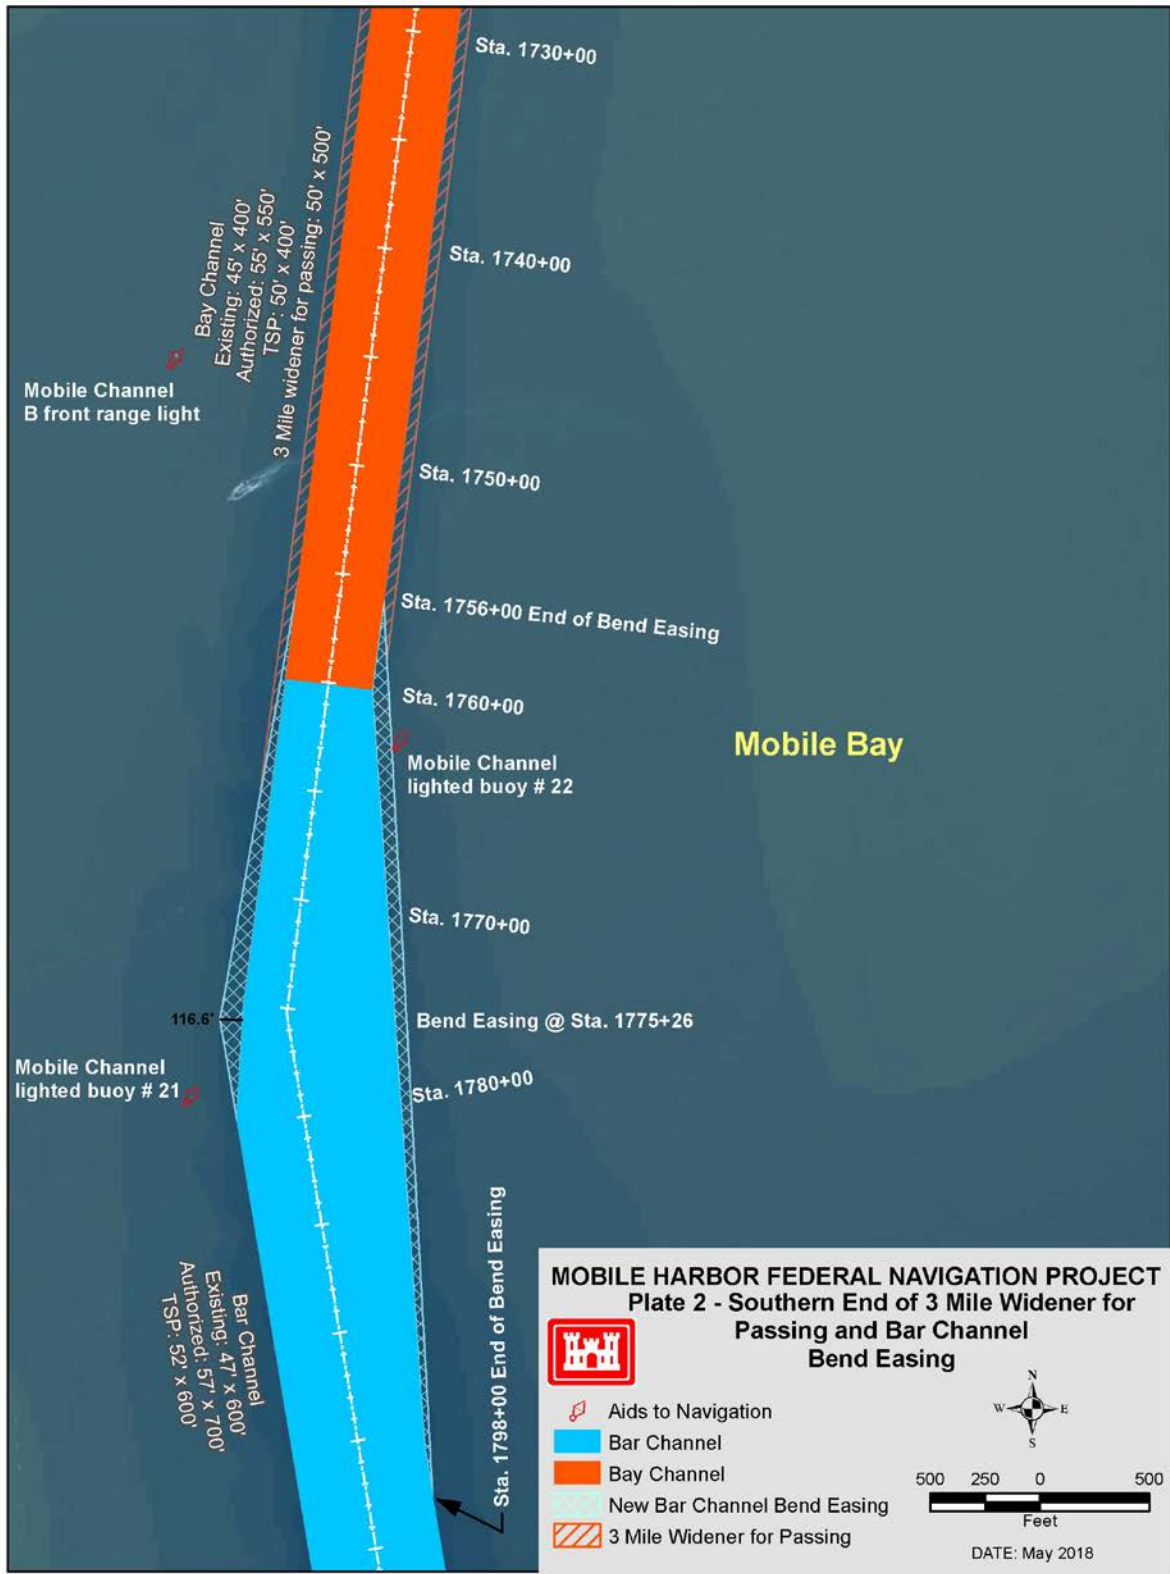 Sta. 1730+00
Bay Channel
Existing: 45' x 400'
Authorized: 55' x 550'
TSP: 50' x 400'
3 Mile widener for passing: 50' x 500'
Sta. 1740+00
Mobile Channel
B front range light
Sta. 1750+00
Sta. 1756+00 End of Bend Easing
Sta. 1760+00
Mobile Bay
Mobile Channel
lighted buoy # 22
Sta. 1770+00
116.6'
Bend Easing @ Sta. 1775+26
Mobile Channel
lighted buoy # 21
Sta. 1780+00
Bar Channel
Existing: 47' x 600'
Authorized: 57' x 700'
TSP: 52' x 600'
Sta. 1798+00 End of Bend Easing
MOBILE HARBOR FEDERAL NAVIGATION PROJECT
Plate 2 - Southern End of 3 Mile Widener for
Passing and Bar Channel
Bend Easing
N
W E
S
Aids to Navigation
Bar Channel
Bay Channel
New Bar Channel Bend Easing
3 Mile Widener for Passing
500 250 0 500
Feet
DATE: May 2018